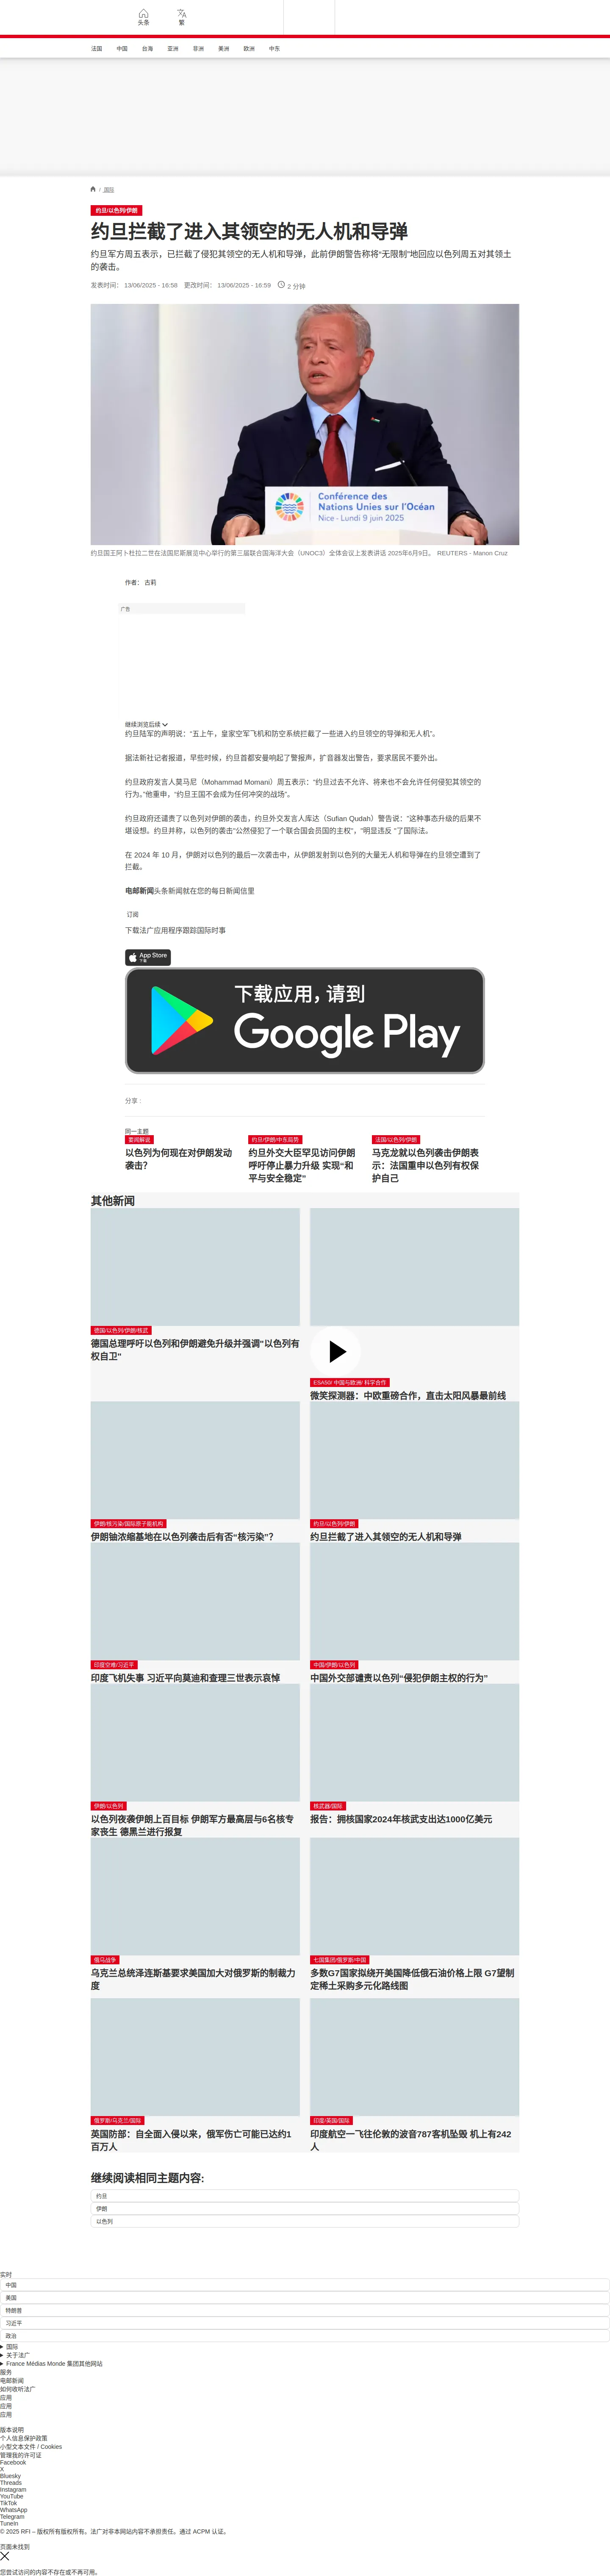 头条
繁
法国 中国 台海 亚洲 非洲 美洲 欧洲 中东
/ 国际
约旦/以色列/伊朗
约旦拦截了进入其领空的无人机和导弹
约旦军方周五表示，已拦截了侵犯其领空的无人机和导弹，此前伊朗警告称将“无限制”地回应以色列周五对其领土
的袭击。
发表时间： 13/06/2025 - 16:58 更改时间： 13/06/2025 - 16:59 2 分钟
Conférence des
Nations Unies sur l'Océan
Nice - Lundi 9 juin 2025
约旦国王阿卜杜拉二世在法国尼斯展览中心举行的第三届联合国海洋大会（UNOC3）全体会议上发表讲话 2025年6月9日。 REUTERS - Manon Cruz
作者： 古莉
广告
继续浏览后续
约旦陆军的声明说：“五上午，皇家空军飞机和防空系统拦截了一些进入约旦领空的导弹和无人机”。
据法新社记者报道，早些时候，约旦首都安曼响起了警报声，扩音器发出警告，要求居民不要外出。
约旦政府发言人莫马尼（Mohammad Momani）周五表示：“约旦过去不允许、将来也不会允许任何侵犯其领空的
行为。”他重申，“约旦王国不会成为任何冲突的战场”。
约旦政府还谴责了以色列对伊朗的袭击，约旦外交发言人库达（Sufian Qudah）警告说：“这种事态升级的后果不
堪设想。约旦并称，以色列的袭击"公然侵犯了一个联合国会员国的主权"，"明显违反 "了国际法。
在 2024 年 10 月，伊朗对以色列的最后一次袭击中，从伊朗发射到以色列的大量无人机和导弹在约旦领空遭到了
拦截。
电邮新闻头条新闻就在您的每日新闻信里
订阅
下载法广应用程序跟踪国际时事
App Store
下载
下载应用，请到
Google Play
分享 :
同一主题
要闻解说
以色列为何现在对伊朗发动
袭击？
约旦/伊朗/中东局势
约旦外交大臣罕见访问伊朗
呼吁停止暴力升级 实现“和
平与安全稳定”
法国/以色列/伊朗
马克龙就以色列袭击伊朗表
示：法国重申以色列有权保
护自己
其他新闻
德国/以色列/伊朗/核武
德国总理呼吁以色列和伊朗避免升级并强调"以色列有
权自卫"
ESA50/ 中国与欧洲/ 科学合作
微笑探测器：中欧重磅合作，直击太阳风暴最前线
伊朗/核污染/国际原子能机构
伊朗铀浓缩基地在以色列袭击后有否“核污染”？
约旦/以色列/伊朗
约旦拦截了进入其领空的无人机和导弹
印度空难/习近平
印度飞机失事 习近平向莫迪和查理三世表示哀悼
中国/伊朗/以色列
中国外交部谴责以色列“侵犯伊朗主权的行为”
伊朗/以色列
以色列夜袭伊朗上百目标 伊朗军方最高层与6名核专
家丧生 德黑兰进行报复
核武器/国际
报告：拥核国家2024年核武支出达1000亿美元
俄乌战争
乌克兰总统泽连斯基要求美国加大对俄罗斯的制裁力
度
七国集团/俄罗斯/中国
多数G7国家拟绕开美国降低俄石油价格上限 G7望制
定稀土采购多元化路线图
俄罗斯/乌克兰/国际
英国防部：自全面入侵以来，俄军伤亡可能已达约1
百万人
印度/英国/国际
印度航空一飞往伦敦的波音787客机坠毁 机上有242
人
继续阅读相同主题内容:
约旦
伊朗
以色列
实时
中国
美国
特朗普
习近平
政治
国际
关于法广
France Médias Monde 集团其他网站
服务
电邮新闻
如何收听法广
应用
应用
应用
版本说明
个人信息保护政策
小型文本文件 / Cookies
管理我的许可证
Facebook
X
Bluesky
Threads
Instagram
YouTube
TikTok
WhatsApp
Telegram
TuneIn
© 2025 RFI – 版权所有版权所有。法广对非本网站内容不承担责任。通过 ACPM 认证。
页面未找到
您尝试访问的内容不存在或不再可用。